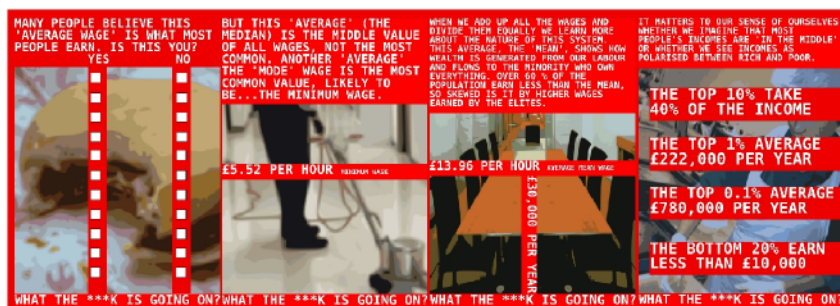 MANY PEOPLE BELIEVE THIS
'AVERAGE WAGE' IS WHAT MOST
PEOPLE EARN. IS THIS YOU?
YES NO
WHAT THE ***K IS GOING ON?
BUT THIS 'AVERAGE' (THE
MEDIAN) IS THE MIDDLE VALUE
OF ALL WAGES, NOT THE MOST
COMMON. ANOTHER 'AVERAGE'
THE "MODE" WAGE IS THE MOST
COMMON VALUE, LIKELY TO
BE...THE MINIMUM WAGE.
£5.52 PER HOUR MINIMUM WAGE
WHAT THE ***K IS GOING ON?
WHEN WE ADD UP ALL THE WAGES AND
DIVIDE THEM EQUALLY WE LEARN MORE
ABOUT THE NATURE OF THIS SYSTEM.
THIS AVERAGE, THE 'MEAN', SHOWS HOW
WEALTH IS GENERATED FROM OUR LABOUR
AND FLOWS TO THE MINORITY WHO OWN
EVERYTHING. OVER 60 % OF THE
POPULATION EARN LESS THAN THE MEAN,
SO SKEWED IS IT BY HIGHER WAGES
EARNED BY THE ELITES.
£13.96 PER HOUR AVERAGE MEAN WAGE
£30,000 PER YEAR
WHAT THE ***K IS GOING ON?
IT MATTERS TO OUR SENSE OF OURSELVES
WHETHER WE IMAGINE THAT MOST
PEOPLE'S INCOMES ARE 'IN THE MIDDLE'
OR WHETHER WE SEE INCOMES AS
POLARISED BETWEEN RICH AND POOR.
THE TOP 10% TAKE
40% OF THE INCOME
THE TOP 1% AVERAGE
£222,000 PER YEAR
THE TOP 0.1% AVERAGE
£780,000 PER YEAR
THE BOTTOM 20% EARN
LESS THAN £10,000
WHAT THE ***K IS GOING ON?